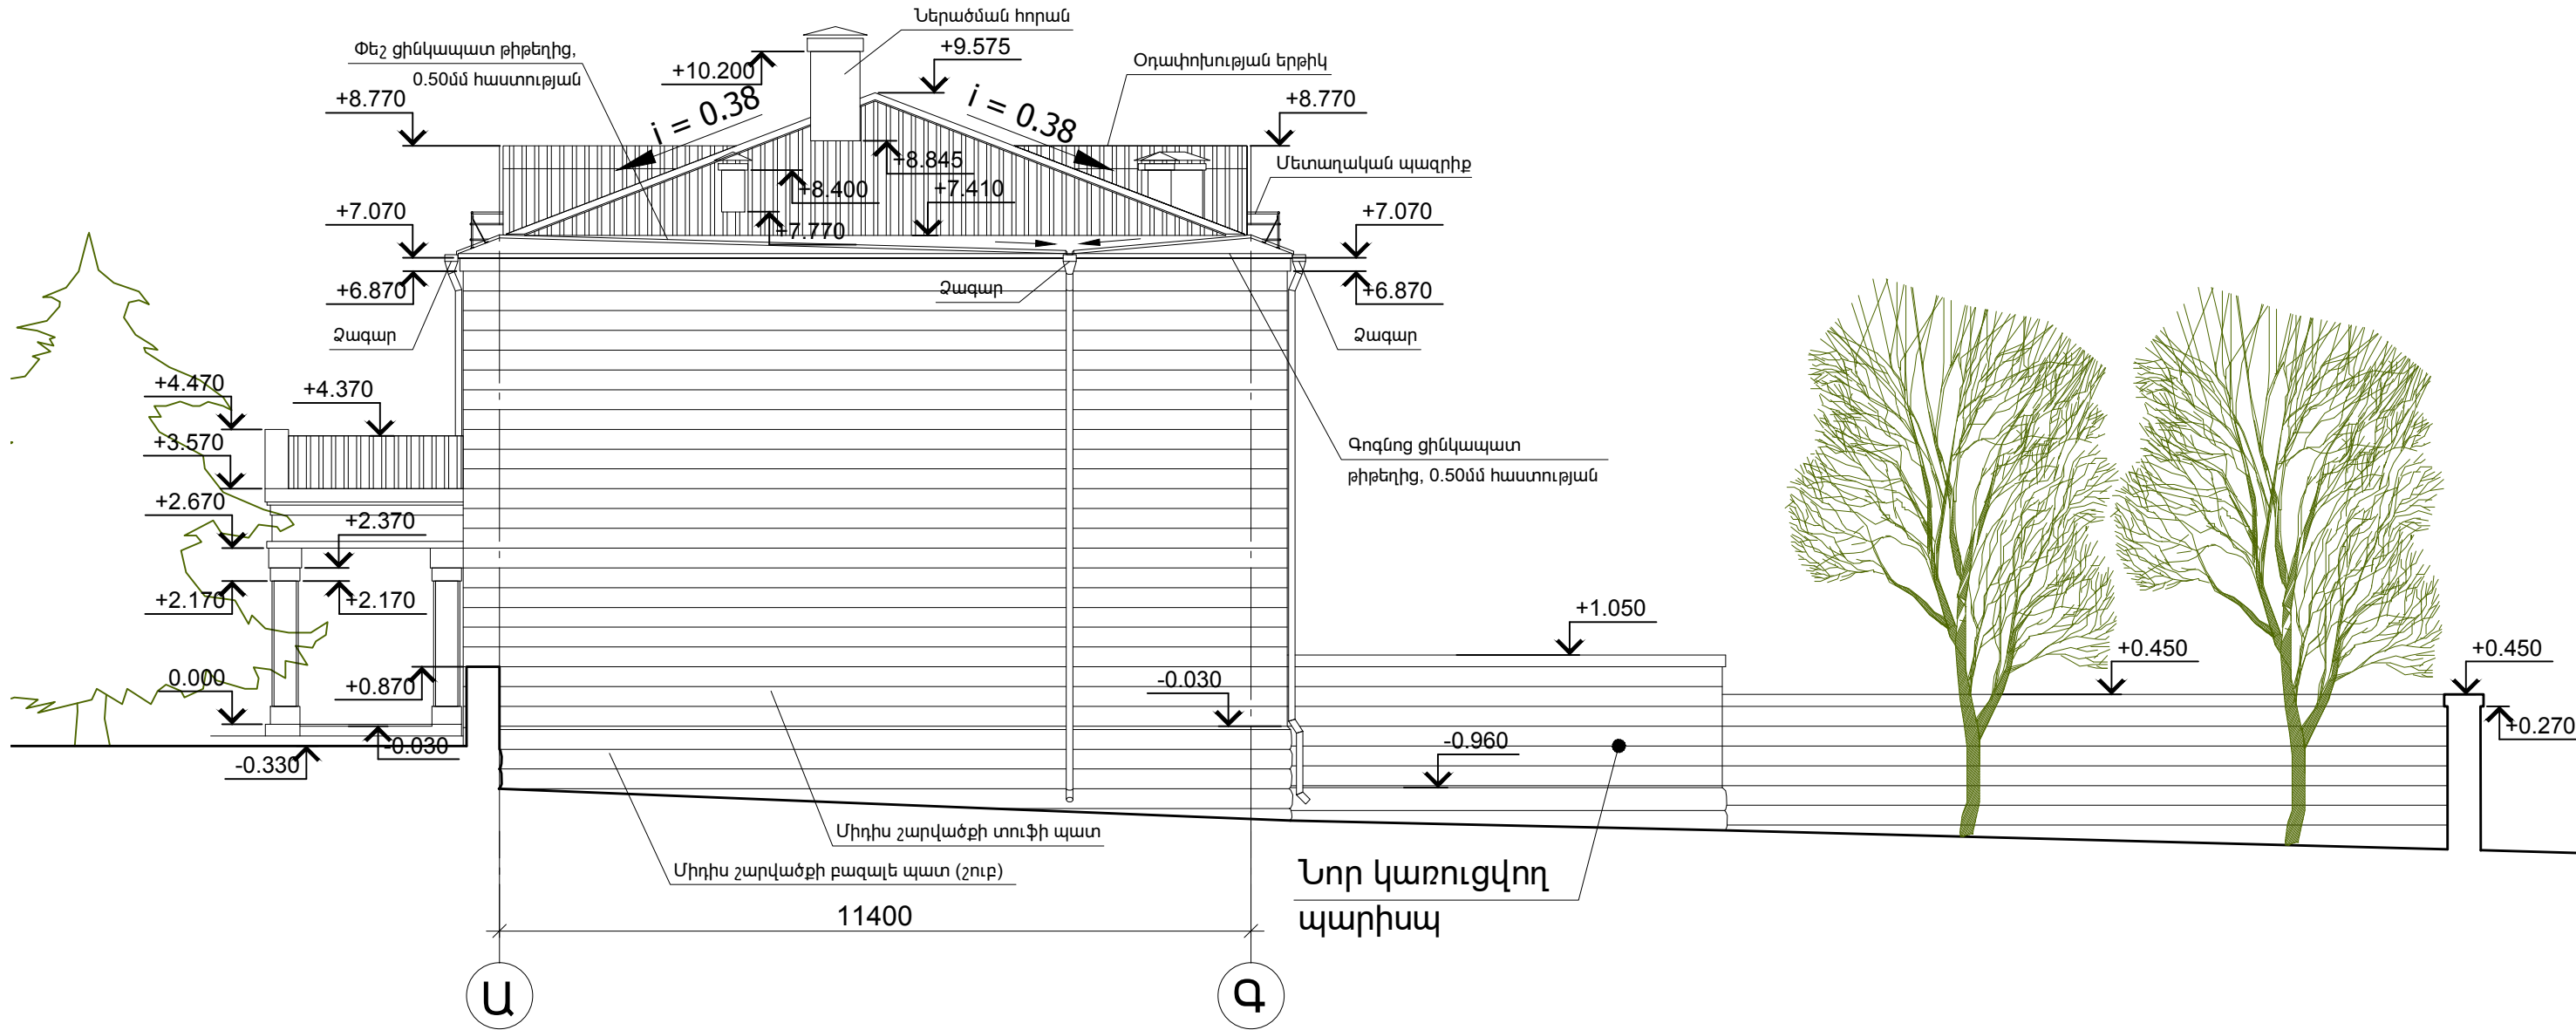 Ներածման հորան
Փեշ ցինկապատ թիթեղից,
0.50մմ հաստության
+10.200
+9.575
Օդափոխության երթիկ
+8.770
i = 0.38
i = 0.38
+8.770
+8.845
Մետաղական պազրիք
+8.400
+7.410
+7.070
+7.770
+7.070
+6.870
Ջագար
+6.870
Ջագար
Ջագար
+4.470
+4.370
+3.570
Գոգնոց ցինկապատ
թիթեղից, 0.50մմ հաստության
+2.670
+2.370
+2.170
+2.170
+1.050
+0.450
+0.450
0.000
+0.870
-0.030
+0.270
-0.030
-0.960
-0.330
Միդիս շարվածքի տուֆի պատ
Միդիս շարվածքի բազալե պատ (շուբ)
Նոր կառուցվող
պարիսպ
11400
Ա
Գ